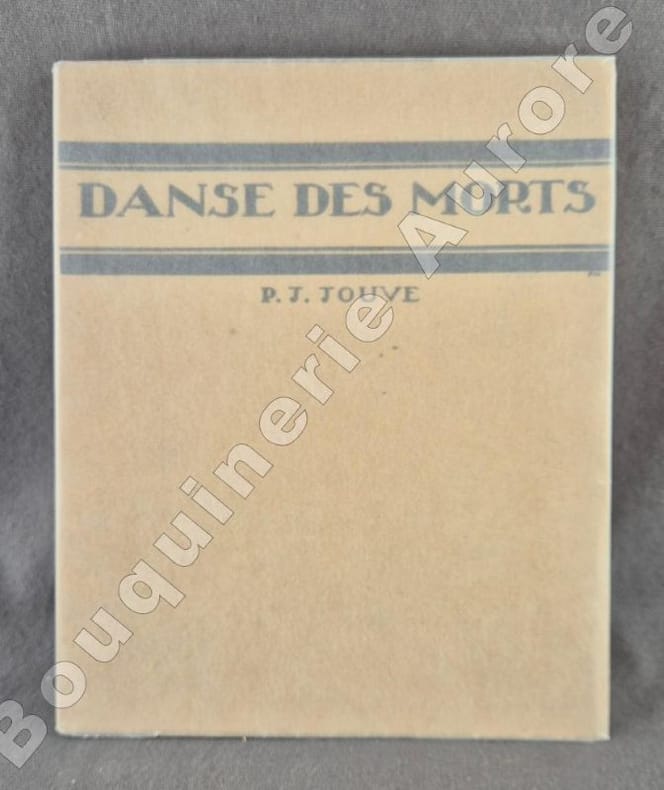 DANSE DES MORTS
P. J. JOUVE
Bouquinerie Aurore